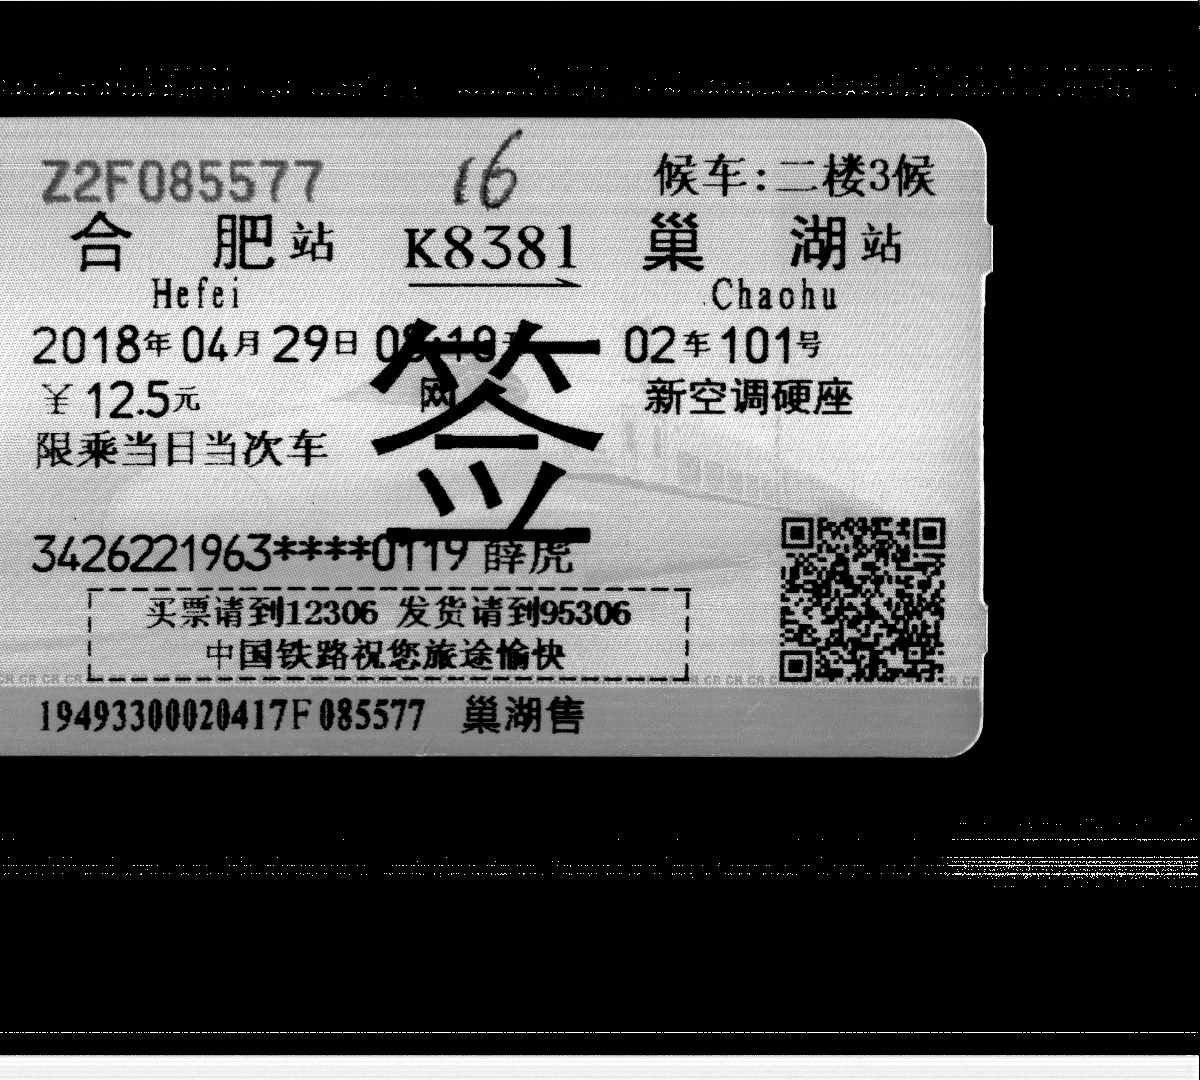 Z2F085577 16 候车:二楼3候
合肥站 K8381 巢湖站
Hefei Chaohu
2018年04月29日 开 02车101号
¥12.5元 网 新空调硬座
签
限乘当日当次车
3426221963****0119 薛虎
买票请到12306 发货请到95306
中国铁路祝您旅途愉快
19493300020417F085577 巢湖售